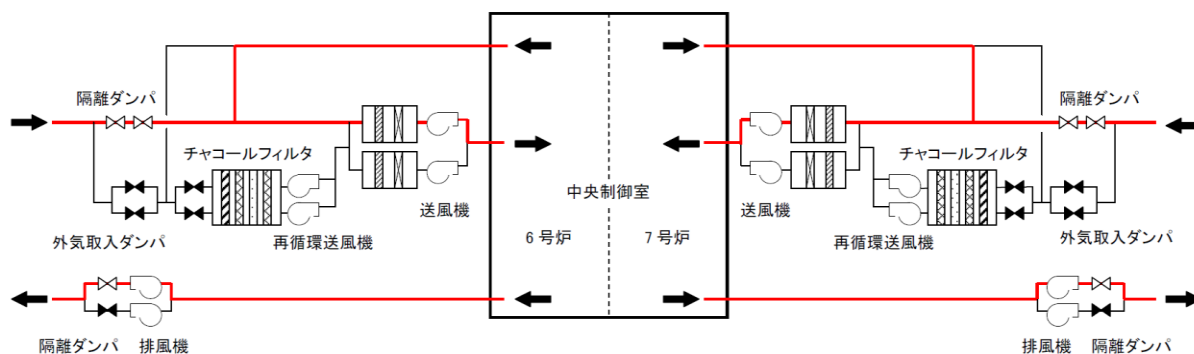 隔離ダンパ
隔離ダンパ
チャコールフィルタ
チャコールフィルタ
中央制御室
送風機
送風機
外気取入ダンパ
再循環送風機
6号炉
7号炉
再循環送風機
外気取入ダンパ
隔離ダンパ
排風機
排風機
隔離ダンパ